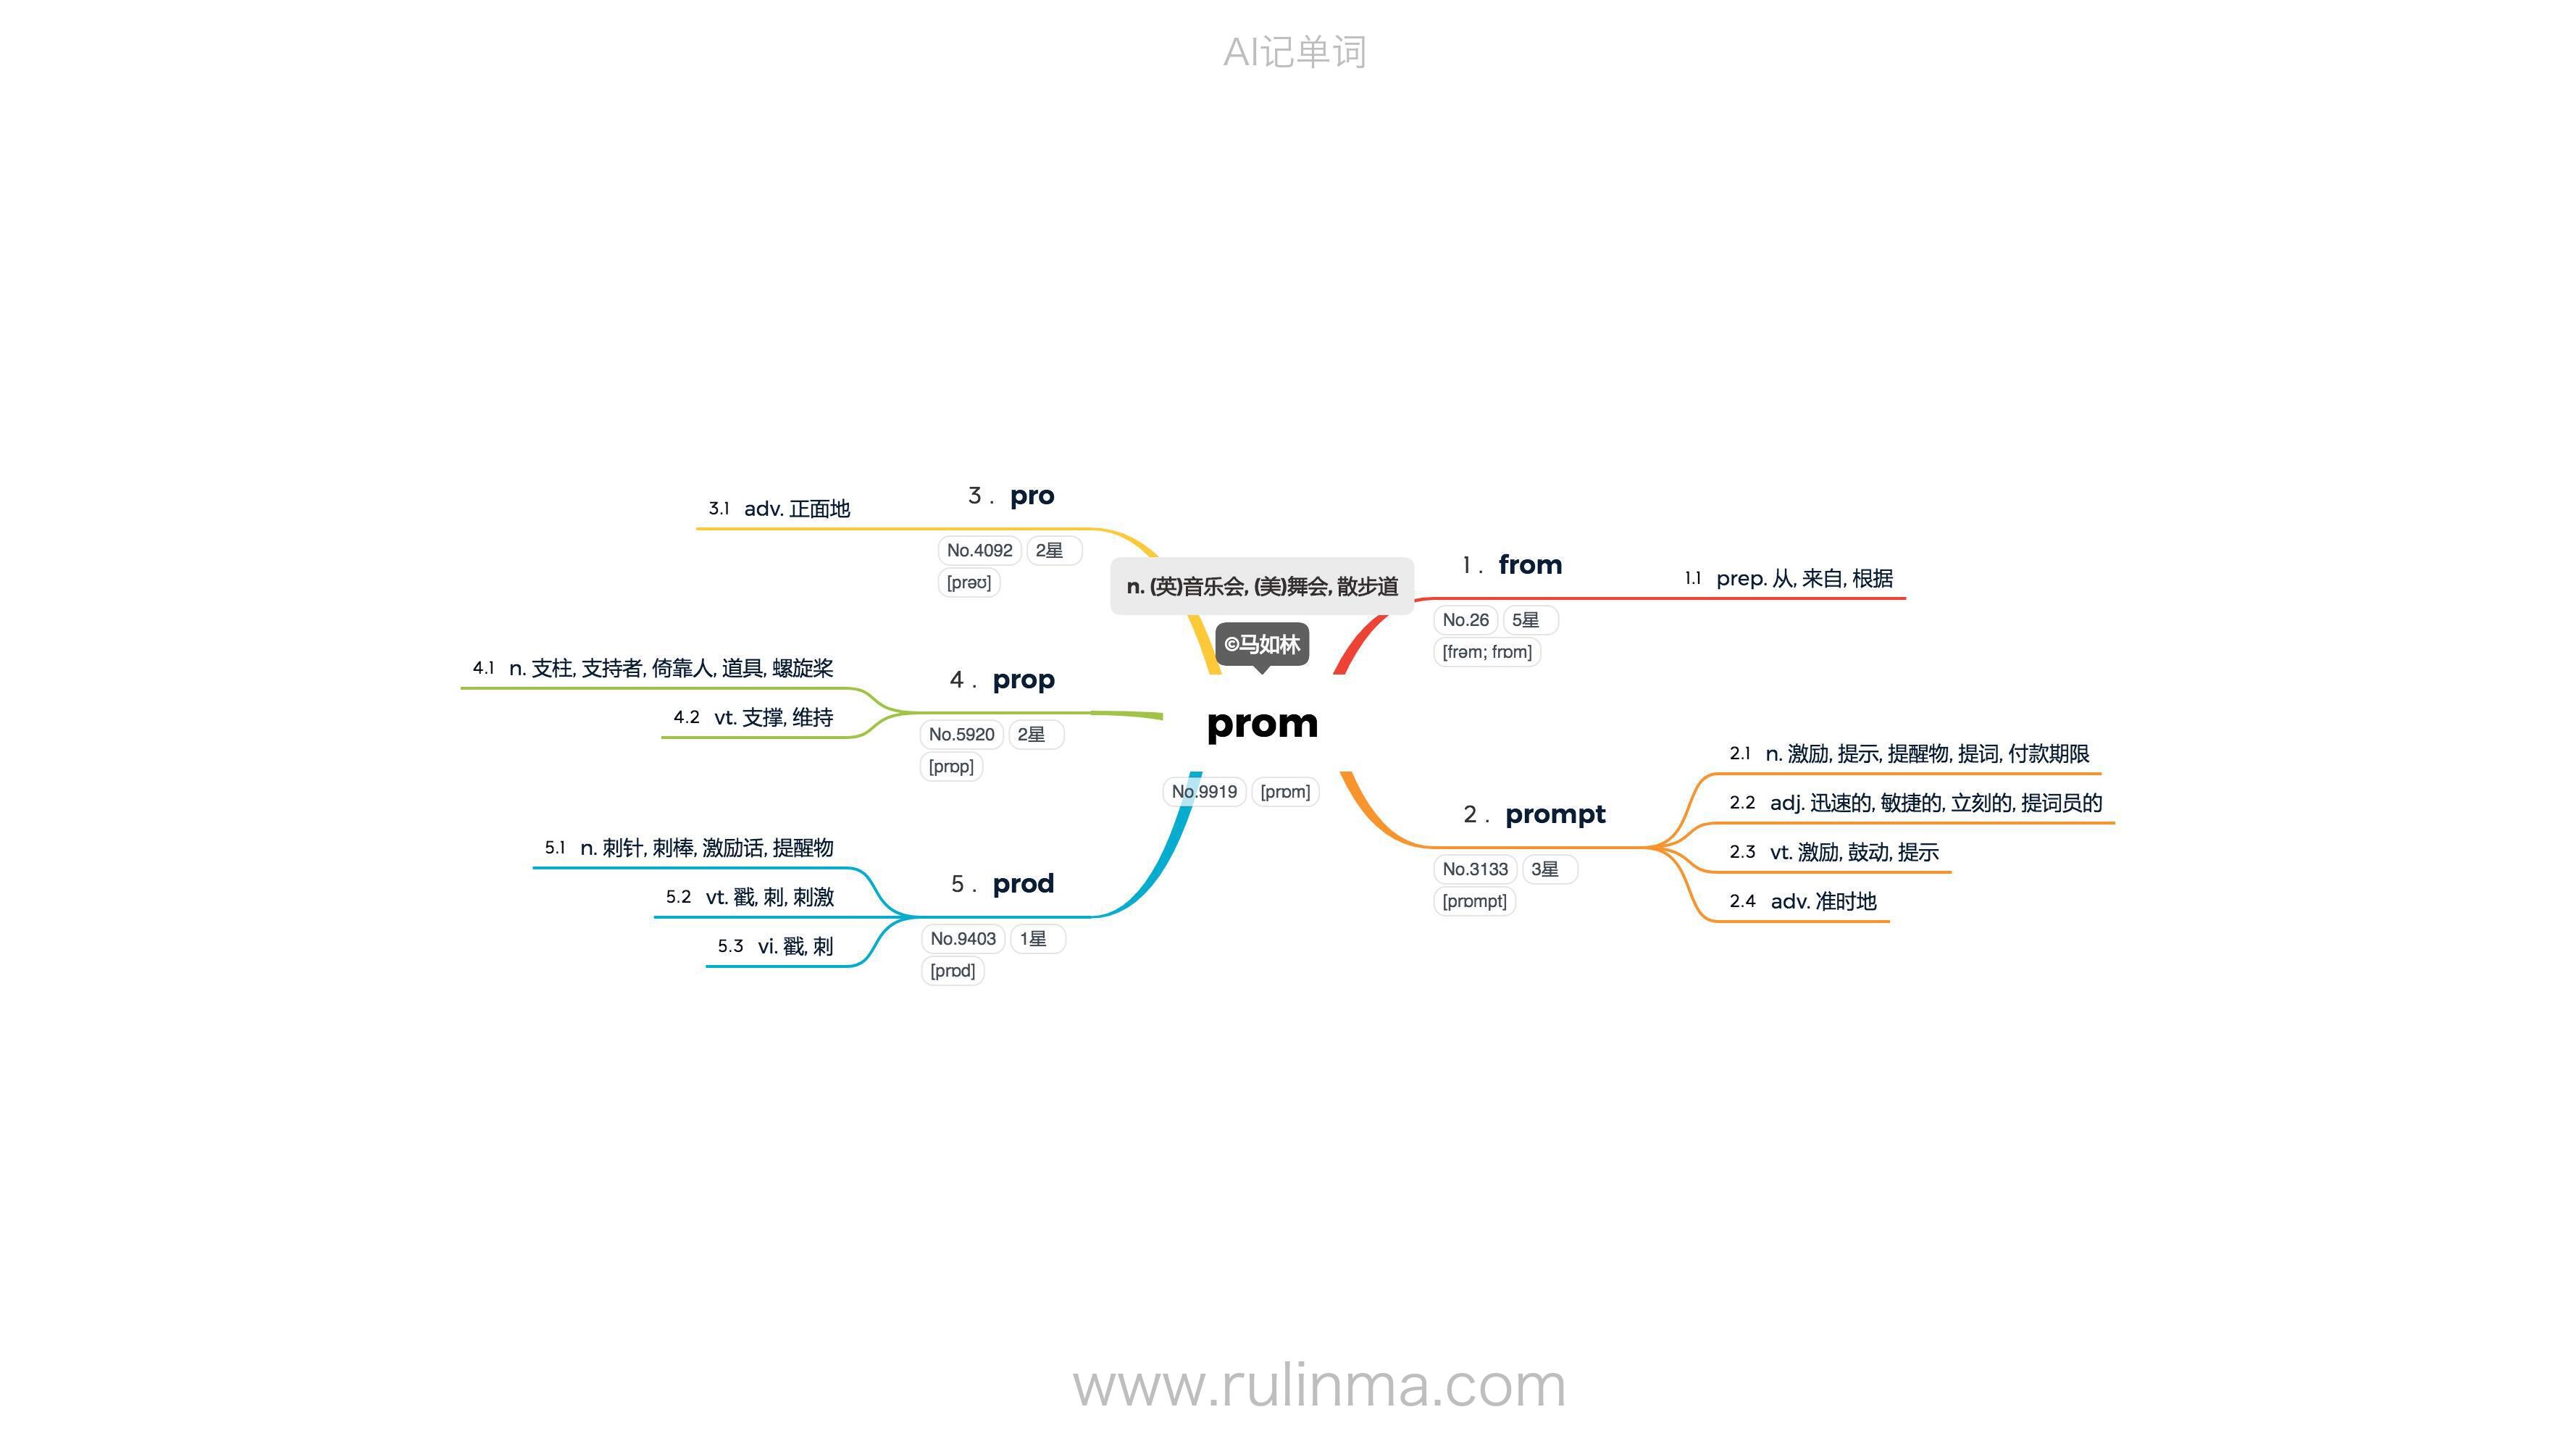 AI记单词
n. (英)音乐会, (美)舞会, 散步道
©马如林
prom
No.9919 [prɒm]
1. from
No.26 5星
[frəm; frɒm]
1.1 prep. 从, 来自, 根据
2. prompt
No.3133 3星
[prɒmpt]
2.1 n. 激励, 提示, 提醒物, 提词, 付款期限
2.2 adj. 迅速的, 敏捷的, 立刻的, 提词员的
2.3 vt. 激励, 鼓动, 提示
2.4 adv. 准时地
3. pro
No.4092 2星
[prəʊ]
3.1 adv. 正面地
4. prop
No.5920 2星
[prɒp]
4.1 n. 支柱, 支持者, 倚靠人, 道具, 螺旋桨
4.2 vt. 支撑, 维持
5. prod
No.9403 1星
[prɒd]
5.1 n. 刺针, 刺棒, 激励话, 提醒物
5.2 vt. 戳, 刺, 刺激
5.3 vi. 戳, 刺
www.rulinma.com